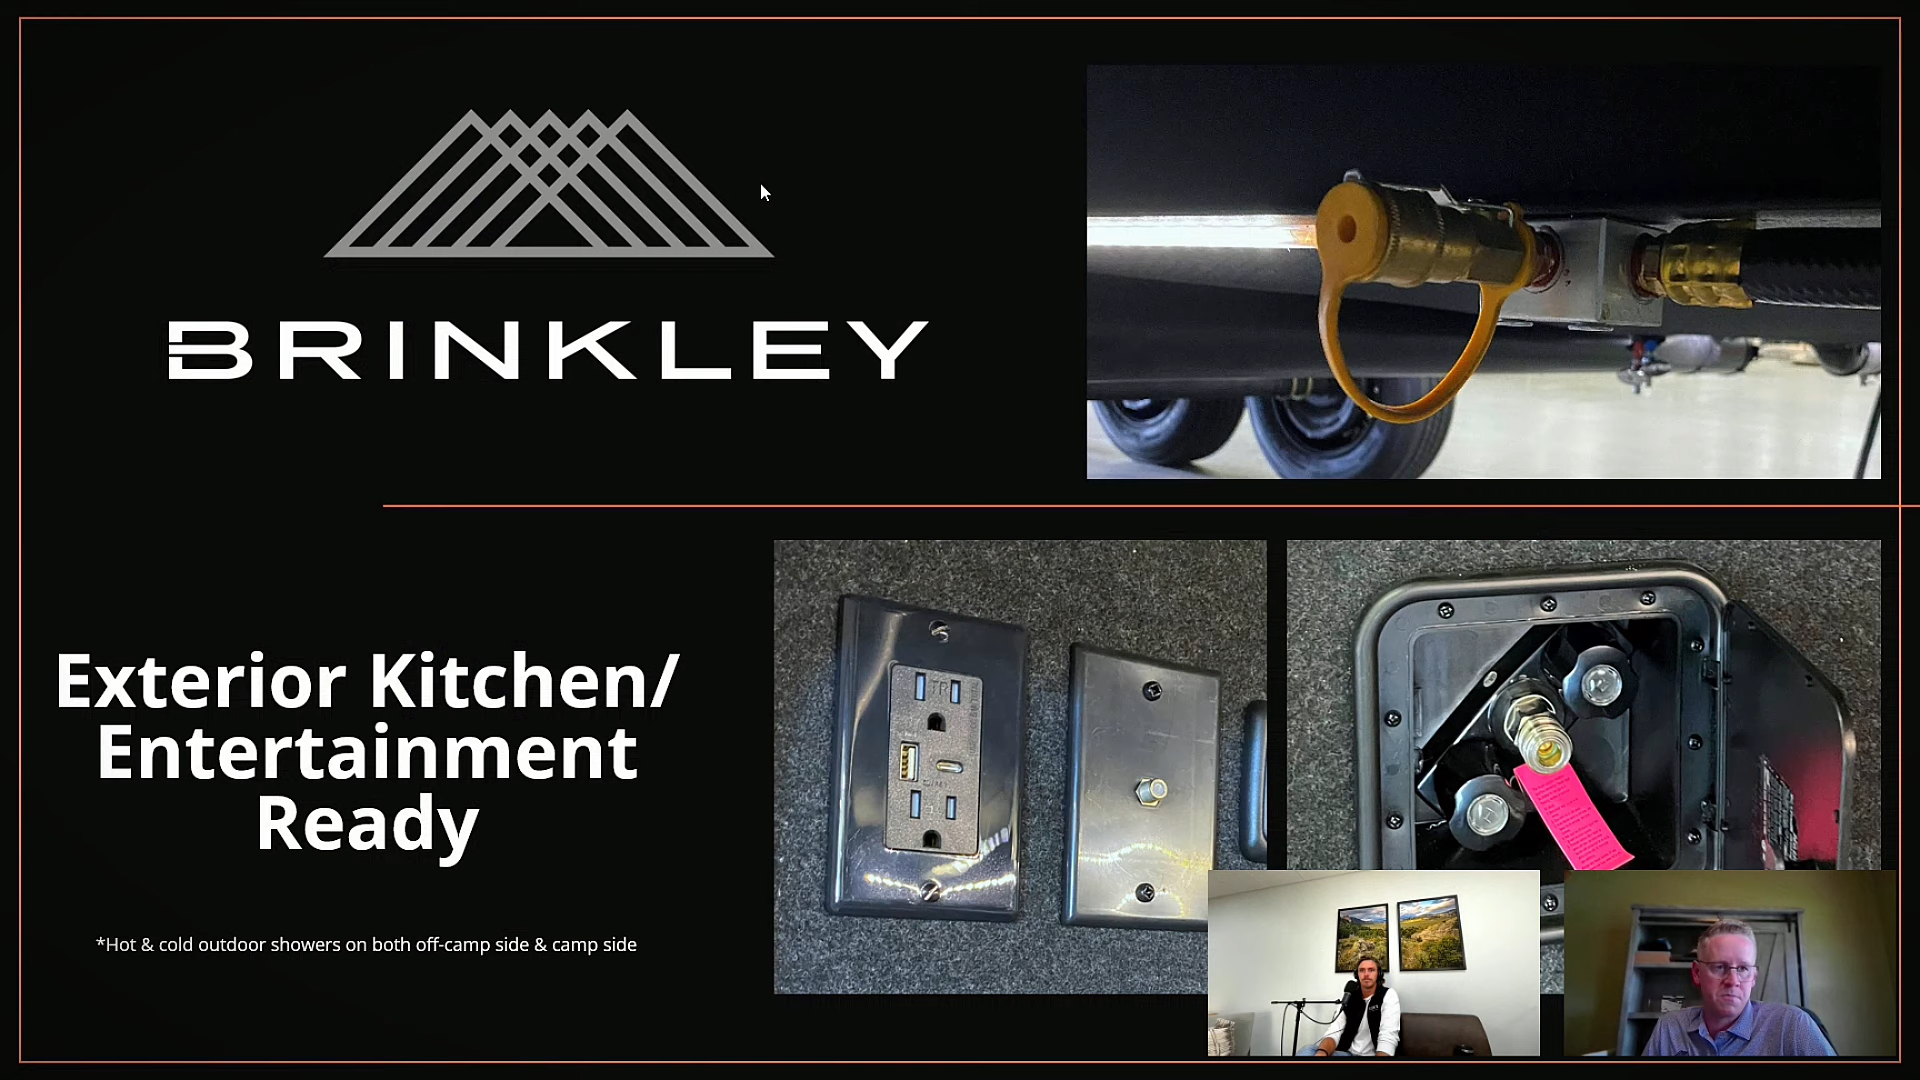 BRINKLEY
Exterior Kitchen/
Entertainment
Ready
*Hot & cold outdoor showers on both off-camp side & camp side